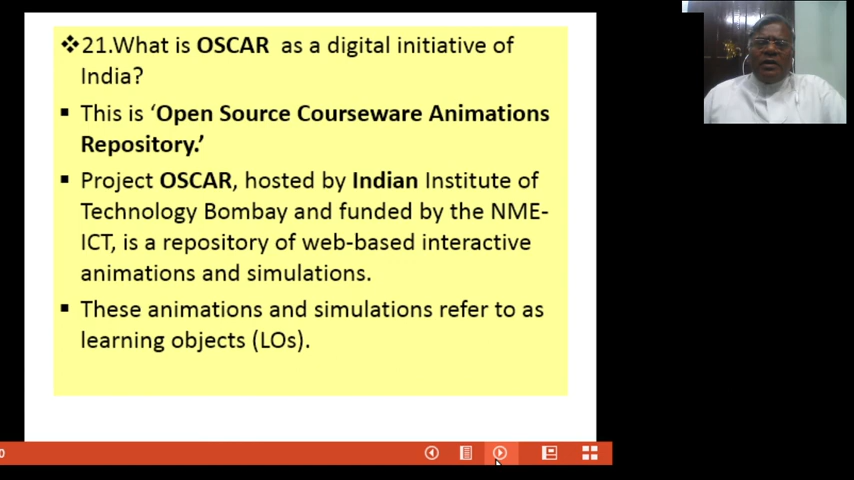 ❖21.What is OSCAR as a digital initiative of
India?
▪ This is ‘Open Source Courseware Animations
Repository.’
▪ Project OSCAR, hosted by Indian Institute of
Technology Bombay and funded by the NME-
ICT, is a repository of web-based interactive
animations and simulations.
▪ These animations and simulations refer to as
learning objects (LOs).
0